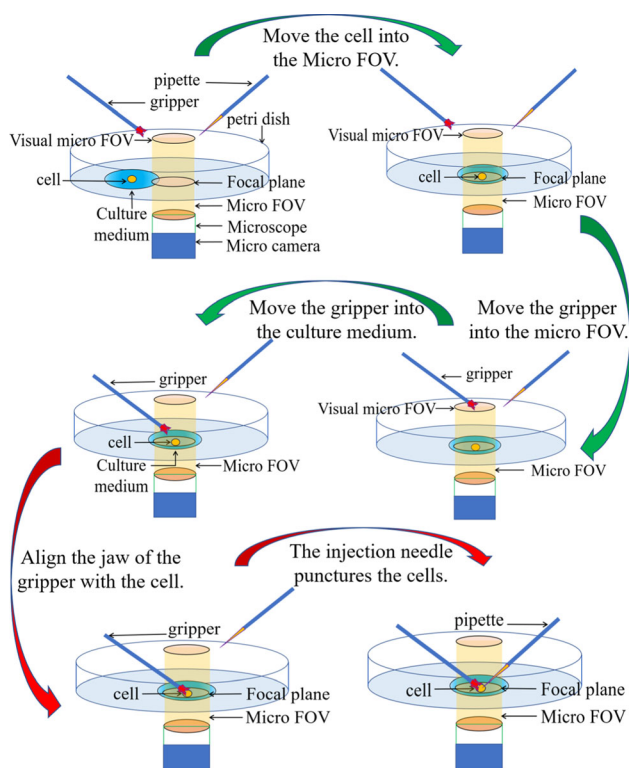 Move the cell into
the Micro FOV.
pipette
gripper
petri dish
Visual micro FOV
cell
Focal plane
Culture
medium
Micro FOV
Microscope
Micro camera
Visual micro FOV
cell
Focal plane
Micro FOV
Move the gripper into
the culture medium.
Move the gripper
into the micro FOV.
gripper
cell
Culture
medium
Micro FOV
gripper
Visual micro FOV
Micro FOV
Align the jaw of the
gripper with the cell.
The injection needle
punctures the cells.
gripper
cell
Focal plane
Micro FOV
pipette
cell
Focal plane
Micro FOV